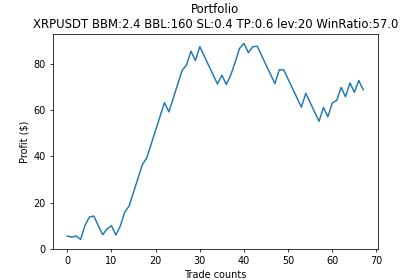 Portfolio
XRPUSDT BBM:2.4 BBL:160 SL:0.4 TP:0.6 lev:20 WinRatio:57.0
Profit ($)
80
60
40
20
0
0 10 20 30 40 50 60 70
Trade counts